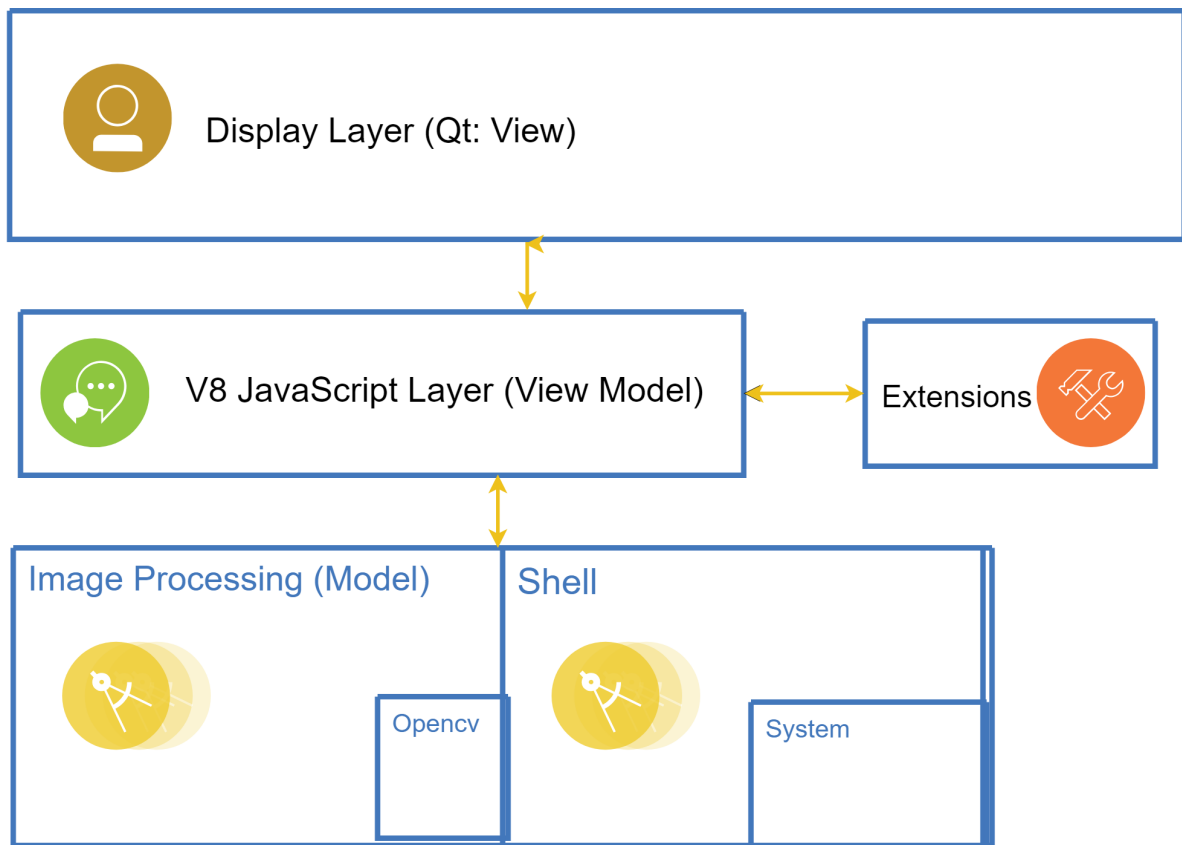 Display Layer (Qt: View)
V8 JavaScript Layer (View Model)
Extensions
Image Processing (Model)
Shell
Opencv
System